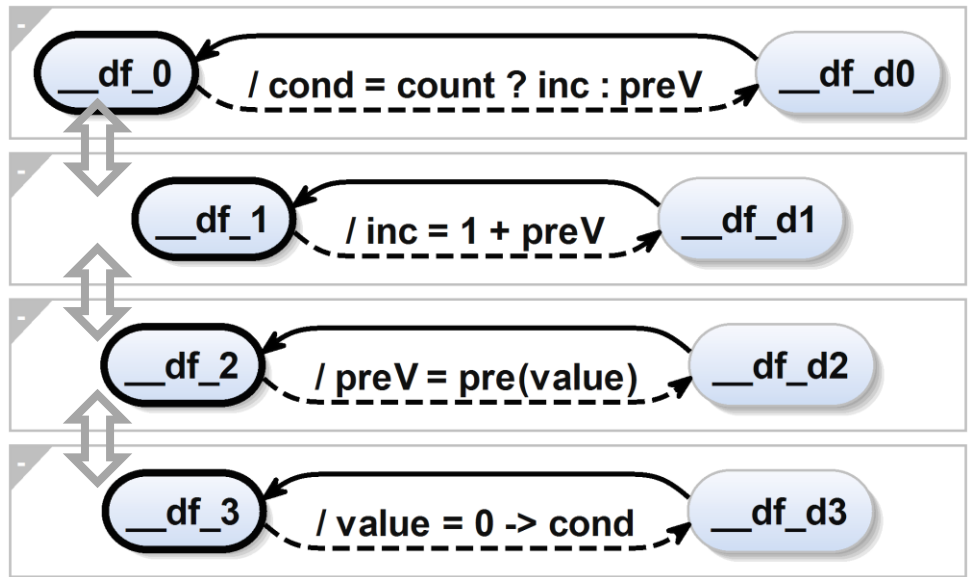 -
__df_0
/ cond = count ? inc : preV
__df_d0
-
__df_1
/ inc = 1 + preV
__df_d1
-
__df_2
/ preV = pre(value)
__df_d2
-
__df_3
/ value = 0 -> cond
__df_d3